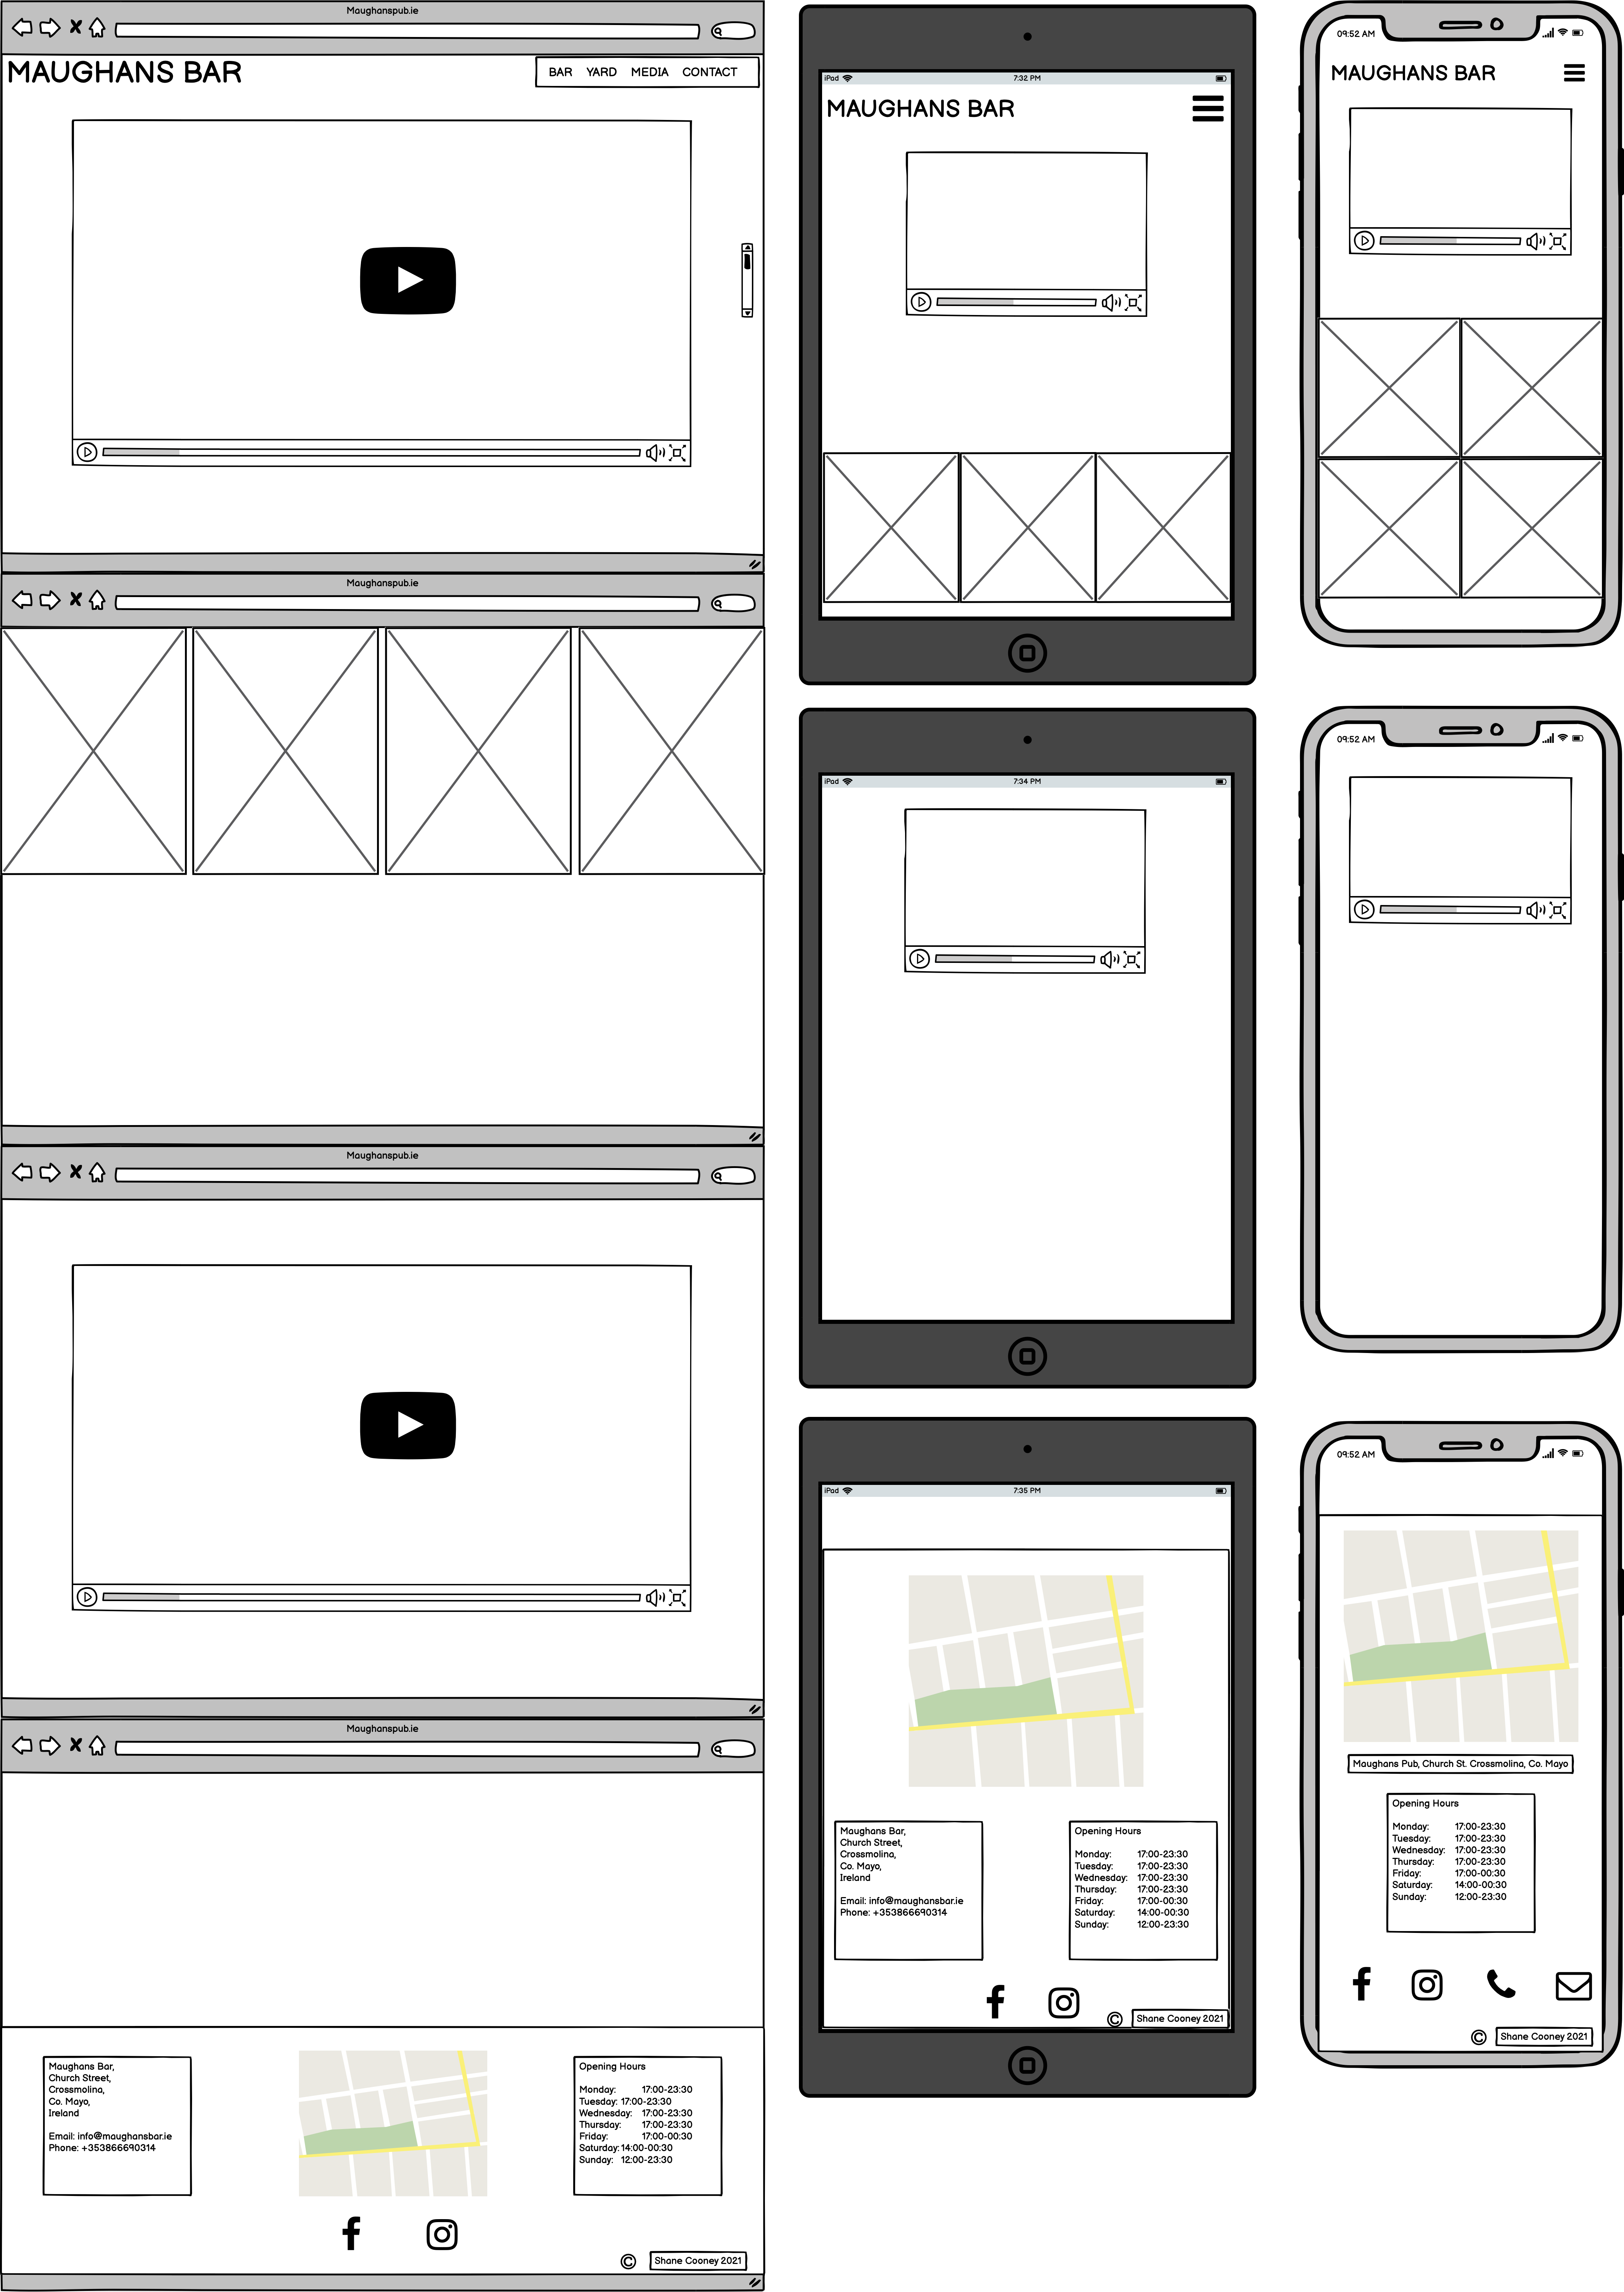 Maughanspub.ie
MAUGHANS BAR
BAR YARD MEDIA CONTACT
Maughanspub.ie
Maughanspub.ie
Maughanspub.ie
Maughans Bar,
Church Street,
Crossmolina,
Co. Mayo,
Ireland
Email: info@maughansbar.ie
Phone: +353866690314
Opening Hours
Monday: 17:00-23:30
Tuesday: 17:00-23:30
Wednesday: 17:00-23:30
Thursday: 17:00-23:30
Friday: 17:00-00:30
Saturday: 14:00-00:30
Sunday: 12:00-23:30
© Shane Cooney 2021
iPad 7:32 PM
MAUGHANS BAR
iPad 7:34 PM
iPad 7:35 PM
Maughans Bar,
Church Street,
Crossmolina,
Co. Mayo,
Ireland
Email: info@maughansbar.ie
Phone: +353866690314
Opening Hours
Monday: 17:00-23:30
Tuesday: 17:00-23:30
Wednesday: 17:00-23:30
Thursday: 17:00-23:30
Friday: 17:00-00:30
Saturday: 14:00-00:30
Sunday: 12:00-23:30
© Shane Cooney 2021
09:52 AM
MAUGHANS BAR
09:52 AM
09:52 AM
Maughans Pub, Church St. Crossmolina, Co. Mayo
Opening Hours
Monday: 17:00-23:30
Tuesday: 17:00-23:30
Wednesday: 17:00-23:30
Thursday: 17:00-23:30
Friday: 17:00-00:30
Saturday: 14:00-00:30
Sunday: 12:00-23:30
© Shane Cooney 2021